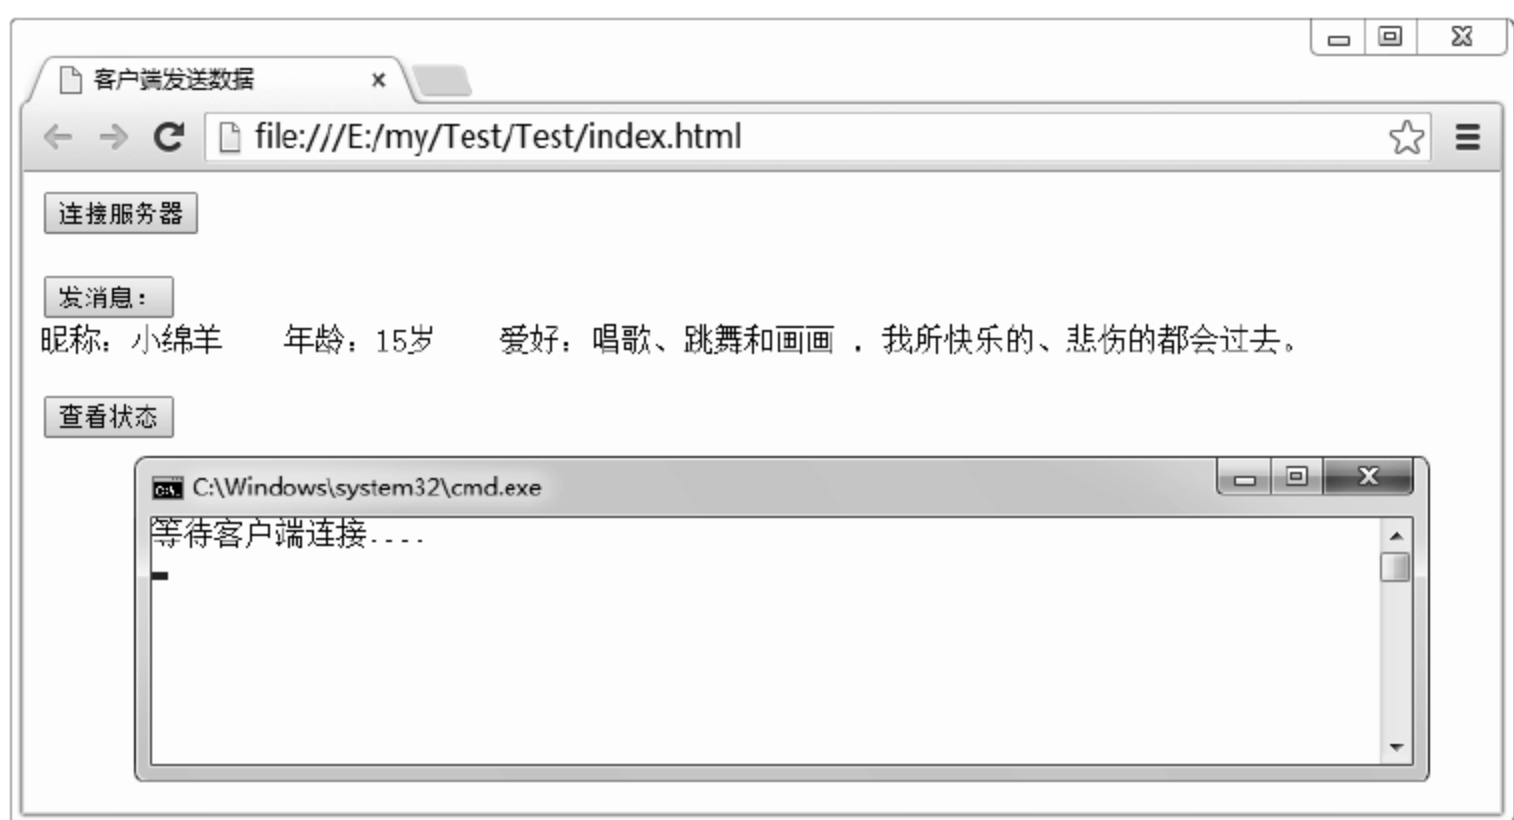 客户端发送数据
file:///E:/my/Test/Test/index.html
连接服务器
发消息：
昵称：小绵羊 年龄：15岁 爱好：唱歌、跳舞和画画 ．我所快乐的、悲伤的都会过去。
查看状态
C:\Windows\system32\cmd.exe
等待客户端连接....